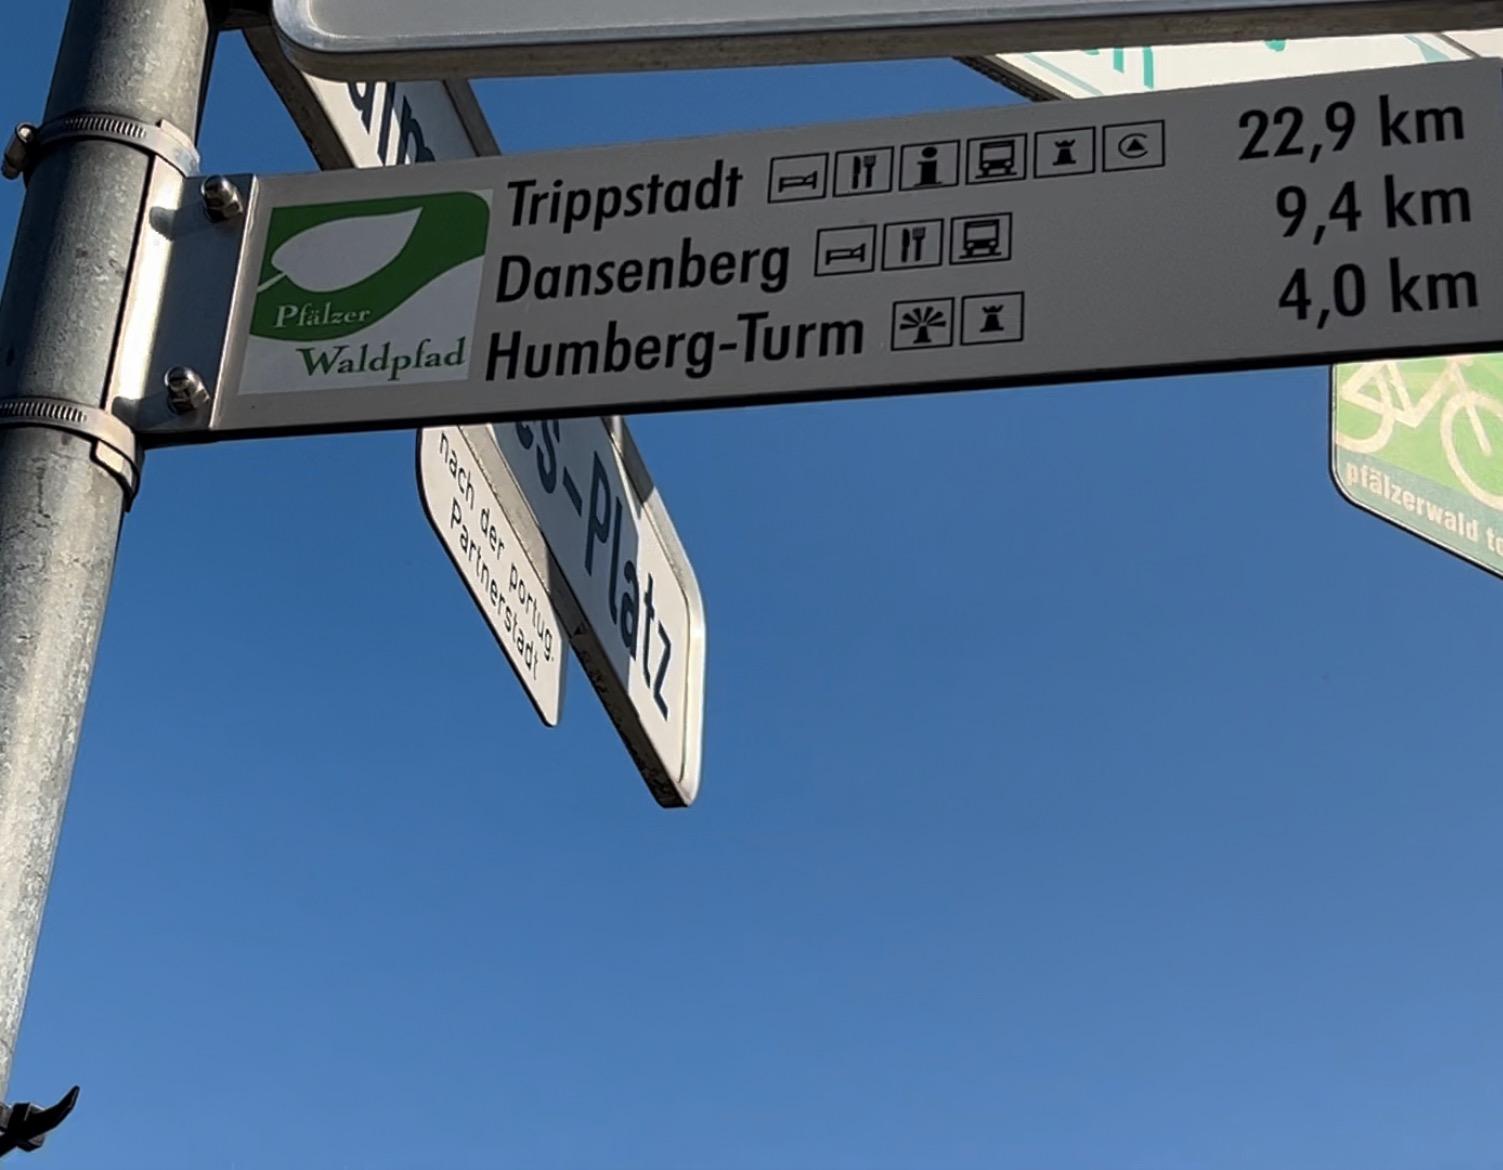 Trippstadt 22,9 km
Dansenberg 9,4 km
Humberg-Turm 4,0 km
Pfälzer
Waldpfad
-Platz
nach der portug.
Partnerstadt
pfälzerwald